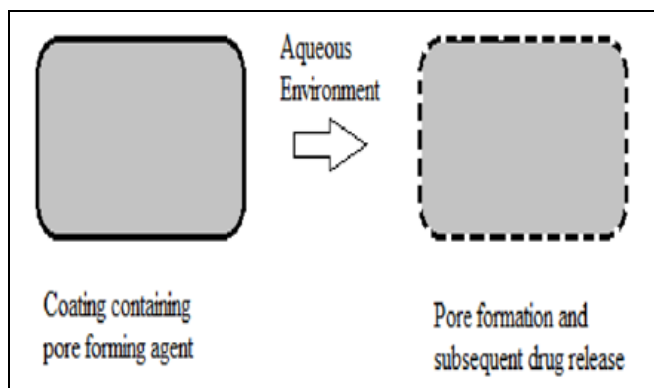 Aqueous
Environment
Coating containing
pore forming agent
Pore formation and
subsequent drug release